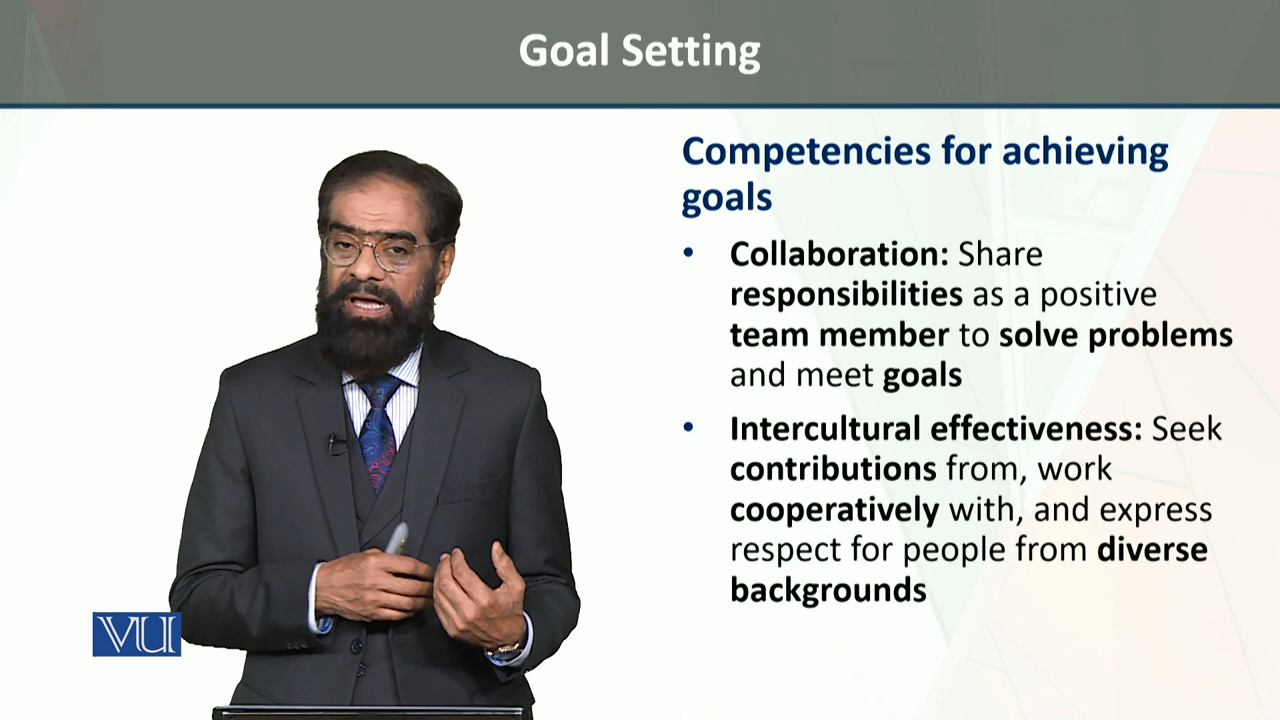 Goal Setting
Competencies for achieving
goals
• Collaboration: Share
responsibilities as a positive
team member to solve problems
and meet goals
• Intercultural effectiveness: Seek
contributions from, work
cooperatively with, and express
respect for people from diverse
backgrounds
VU